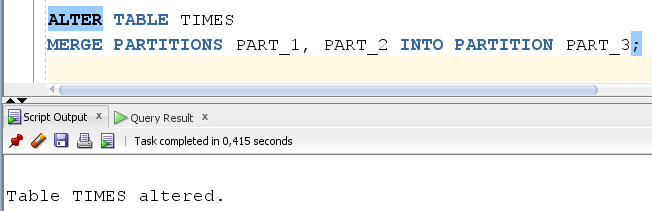 ALTER TABLE TIMES
MERGE PARTITIONS PART_1, PART_2 INTO PARTITION PART_3;
Script Output x Query Result x
Task completed in 0,415 seconds
Table TIMES altered.